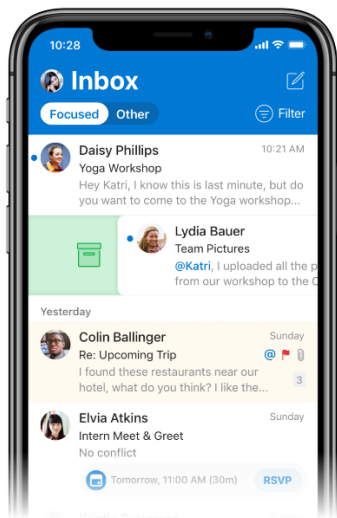 10:28
Inbox
Focused Other
Filter
Daisy Phillips 10:21 AM
Yoga Workshop
Hey Katri, I know this is last minute, but do
you want to come to the Yoga workshop...
Lydia Bauer
Team Pictures
@Katri, I uploaded all the p
from our workshop to the
Yesterday
Colin Ballinger Sunday
Re: Upcoming Trip @
I found these restaurants near our
hotel, what do you think? I like the... 3
Elvia Atkins Sunday
Intern Meet & Greet
No conflict
Tomorrow, 11:00 AM (30m) RSVP